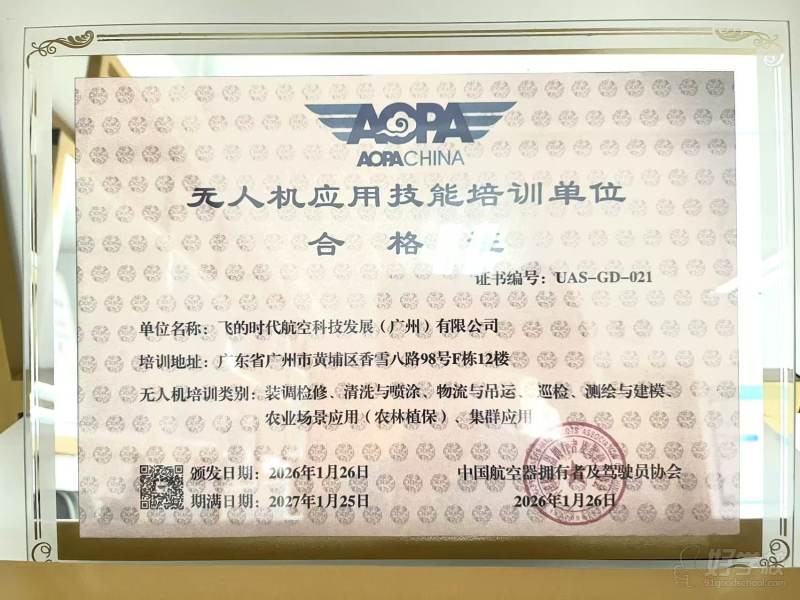 AOPA
AOPACHINA
无人机应用技能培训单位
合格证
证书编号：UAS-GD-021
单位名称：飞的时代航空科技发展（广州）有限公司
培训地址：广东省广州市黄埔区香雪八路98号F栋12楼
无人机培训类别：装调检修、清洗与喷涂、物流与吊运、巡检、测绘与建模、
农业场景应用（农林植保）、集群应用
颁发日期：2026年1月26日
中国航空器拥有者及驾驶员协会
期满日期：2027年1月25日
2026年1月26日
好学校
91goodschool.com